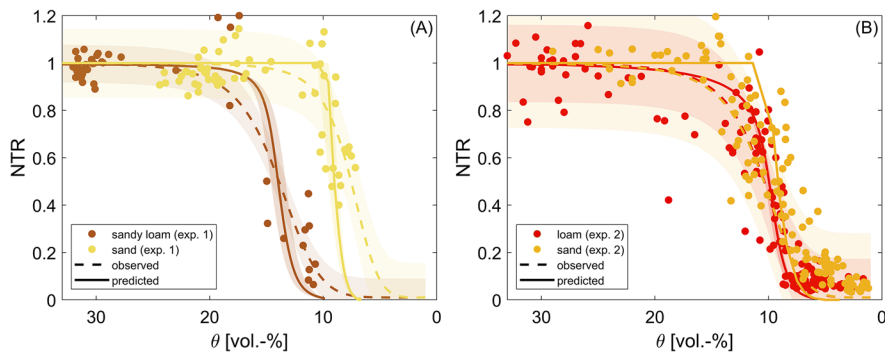 (A)
1.2
1
0.8
0.6
0.4
0.2
0
NTR
sandy loam (exp. 1)
sand (exp. 1)
observed
predicted
30 20 10 0
θ [vol.-%]
(B)
1.2
1
0.8
0.6
0.4
0.2
0
NTR
loam (exp. 2)
sand (exp. 2)
observed
predicted
30 20 10 0
θ [vol.-%]